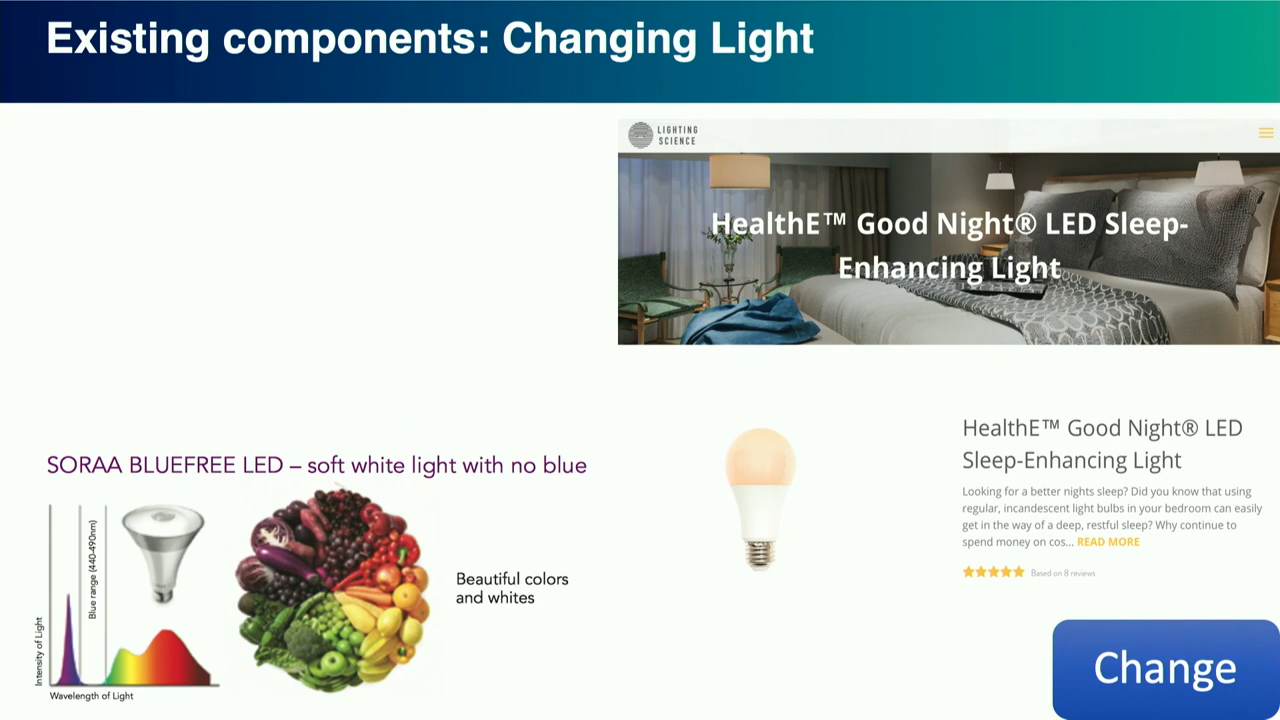 Existing components: Changing Light
LIGHTING
SCIENCE
HealthE™ Good Night® LED Sleep-
Enhancing Light
HealthE™ Good Night® LED
Sleep-Enhancing Light
Looking for a better nights sleep? Did you know that using
regular, incandescent light bulbs in your bedroom can easily
get in the way of a deep, restful sleep? Why continue to
spend money on cos... READ MORE
Based on 8 reviews
SORAA BLUEFREE LED – soft white light with no blue
Intensity of Light
Blue range (440-490nm)
Wavelength of Light
Beautiful colors
and whites
Change